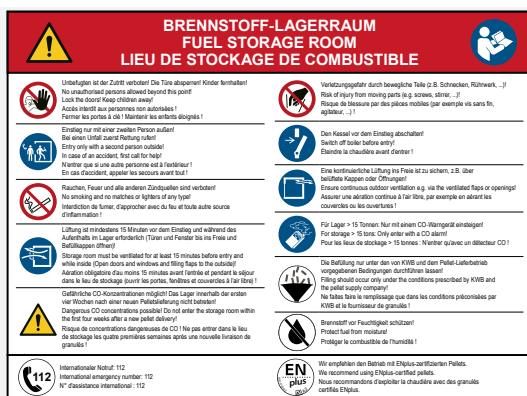 BRENNSTOFF-LAGERRAUM
FUEL STORAGE ROOM
LIEU DE STOCKAGE DE COMBUSTIBLE
Unbefugten ist der Zutritt verboten! Die Türe absperren! Kinder fernhalten!
No unauthorised persons allowed beyond this point!
Lock the doors! Keep children away!
Accès interdit aux personnes non autorisées !
Fermer les portes à clé ! Maintenir les enfants éloignés !
Einstieg nur mit einer zweiten Person außen!
Bei einem Unfall zuerst Rettung rufen!
Entry only with a second person outside!
In case of an accident, first call for help!
N'entrer que si une autre personne est à l'extérieur !
En cas d'accident, appeler les secours avant tout !
Rauchen, Feuer und alle anderen Zündquellen sind verboten!
No smoking and no matches or lighters of any type!
Interdiction de fumer, d'approcher avec du feu et toute autre source
d'inflammation !
Lüftung ist mindestens 15 Minuten vor dem Einstieg und während des
Aufenthalts im Lager erforderlich (Türen und Fenster bis ins Freie und
Befüllkappen öffnen)!
Storage room must be ventilated for at least 15 minutes before entry and
while inside (Open doors and windows and filling flaps to the outside)!
Aération obligatoire d'au moins 15 minutes avant l'entrée et pendant le séjour
dans le lieu de stockage (ouvrir les portes, fenêtres et couvercles à l'air libre) !
Gefährliche CO-Konzentrationen möglich! Das Lager innerhalb der ersten
vier Wochen nach einer neuen Pelletslieferung nicht betreten!
Dangerous CO concentrations possible! Do not enter the storage room within
the first four weeks after a new pellet delivery!
Risque de concentrations dangereuses de CO ! Ne pas entrer dans le lieu
de stockage les quatre premières semaines après une nouvelle livraison de
granulés !
112
Internationaler Notruf: 112
International emergency number: 112
N° d'assistance international : 112
Verletzungsgefahr durch bewegliche Teile (z.B. Schnecken, Rührwerk, ...)!
Risk of injury from moving parts (e.g. screws, stirrer, ...)!
Risque de blessure par des pièces mobiles (par exemple vis sans fin,
agitateur, ...) !
Den Kessel vor dem Einstieg abschalten!
Switch off boiler before entry!
Éteindre la chaudière avant d'entrer !
Eine kontinuierliche Lüftung ins Freie ist zu sichern, z.B. über
belüftete Kappen oder Öffnungen!
Ensure continuous outdoor ventilation e.g. via the ventilated flaps or openings!
Assurer une aération continue à l'air libre, par exemple en aérant les
couvercles ou les ouvertures !
Für Lager > 15 Tonnen: Nur mit einem CO-Warngerät einsteigen!
For storage > 15 tons: Only enter with a CO alarm!
Pour les lieux de stockage > 15 tonnes : N'entrer qu'avec un détecteur CO !
Die Befüllung nur unter den von KWB und dem Pellet-Lieferbetrieb
vorgegebenen Bedingungen durchführen lassen!
Filling should occur only under the conditions prescribed by KWB and
the pellet supply company!
Ne faites faire le remplissage que dans les conditions préconisées par
KWB et le fournisseur de granulés !
Brennstoff vor Feuchtigkeit schützen!
Protect fuel from moisture!
Protéger le combustible de l'humidité !
EN
plus
Wir empfehlen den Betrieb mit ENplus-zertifizierten Pellets.
We recommend using ENplus-certified pellets.
Nous recommandons d'exploiter la chaudière avec des granulés
certifiés ENplus.